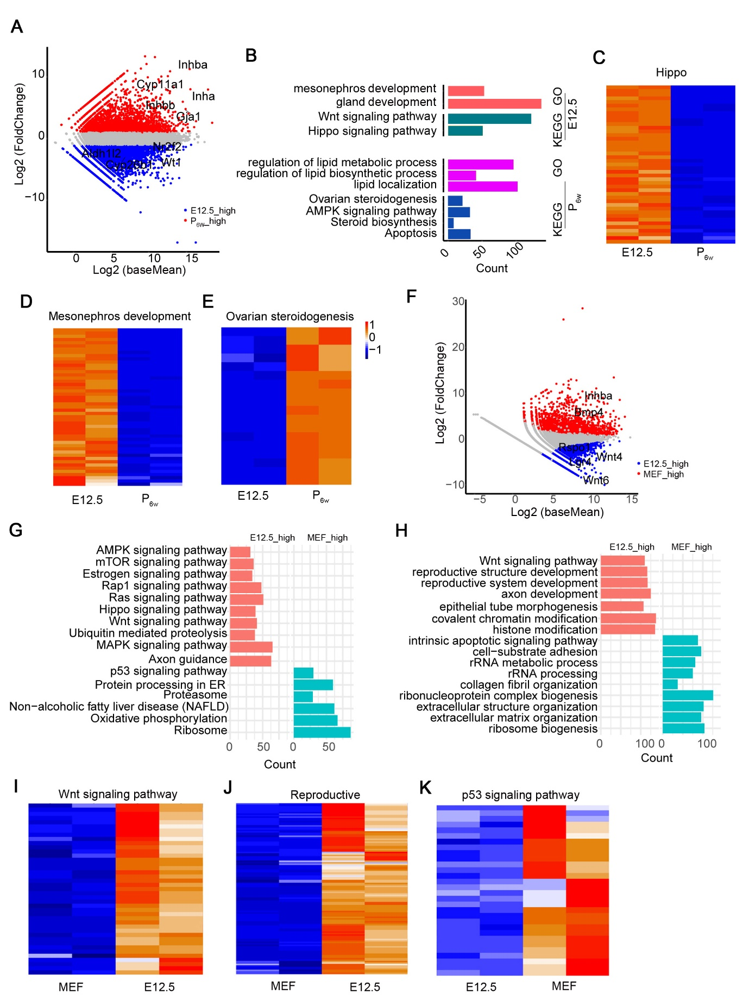 A
Log2 (FoldChange)
10
0
−10
Inhba
Cyp11a1
Inha
Inhbb
Gja1
Nr2f2
Aldh1l2
Cyp26b1
Wt1
E12.5_high
P6W_high
0 5 10 15
Log2 (baseMean)
B
mesonephros development
gland development
Wnt signaling pathway
Hippo signaling pathway
regulation of lipid metabolic process
regulation of lipid biosynthetic process
lipid localization
Ovarian steroidogenesis
AMPK signaling pathway
Steroid biosynthesis
Apoptosis
0 50 100
Count
KEGG GO
E12.5
KEGG GO
P6w
C
Hippo
E12.5 P6w
D
Mesonephros development
E12.5 P6w
E
Ovarian steroidogenesis
1
0
−1
E12.5 P6w
F
Log2 (FoldChange)
30
20
10
0
−10
Inhba
Bmp4
Rspo1
Wnt4
Lgr4
Wnt6
E12.5_high
MEF_high
−5 0 5 10 15
Log2 (baseMean)
G
E12.5_high MEF_high
AMPK signaling pathway
mTOR signaling pathway
Estrogen signaling pathway
Rap1 signaling pathway
Ras signaling pathway
Hippo signaling pathway
Wnt signaling pathway
Ubiquitin mediated proteolysis
MAPK signaling pathway
Axon guidance
p53 signaling pathway
Protein processing in ER
Proteasome
Non−alcoholic fatty liver disease (NAFLD)
Oxidative phosphorylation
Ribosome
0 50 0 50
Count
H
E12.5_high MEF_high
Wnt signaling pathway
reproductive structure development
reproductive system development
axon development
epithelial tube morphogenesis
covalent chromatin modification
histone modification
intrinsic apoptotic signaling pathway
cell−substrate adhesion
rRNA metabolic process
rRNA processing
collagen fibril organization
ribonucleoprotein complex biogenesis
extracellular structure organization
extracellular matrix organization
ribosome biogenesis
0 100 0 100
Count
I
Wnt signaling pathway
MEF E12.5
J
Reproductive
MEF E12.5
K
p53 signaling pathway
E12.5 MEF